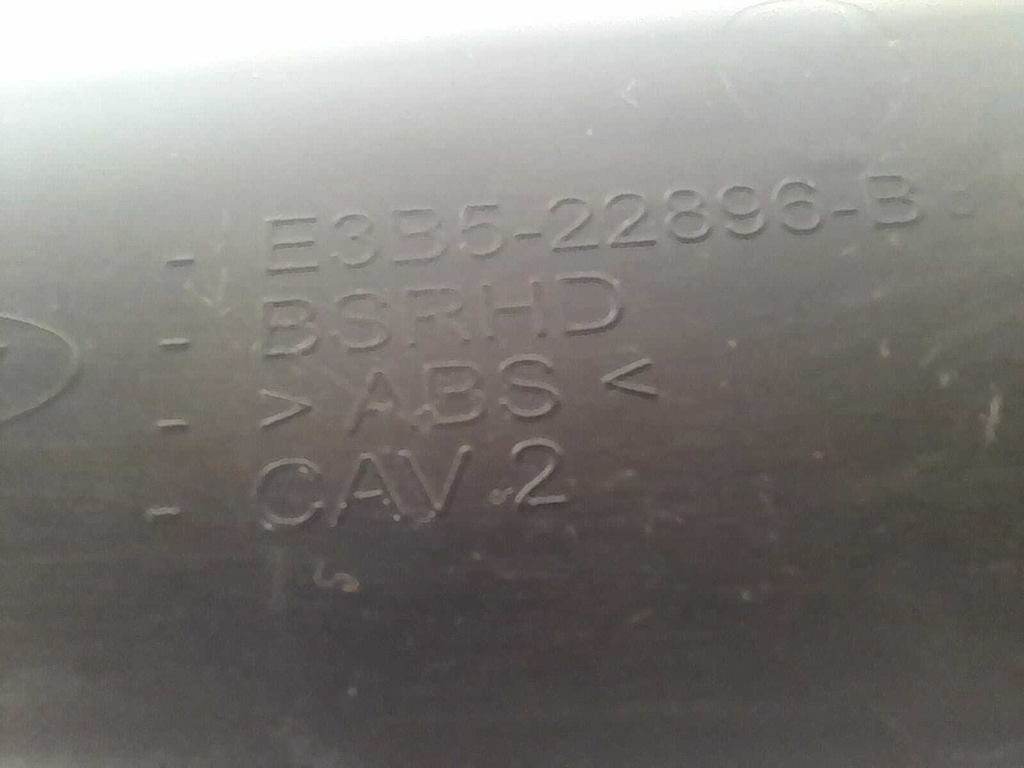 - E3B5-22896-B -
- BSRHD
- > ABS <
- CAV.2